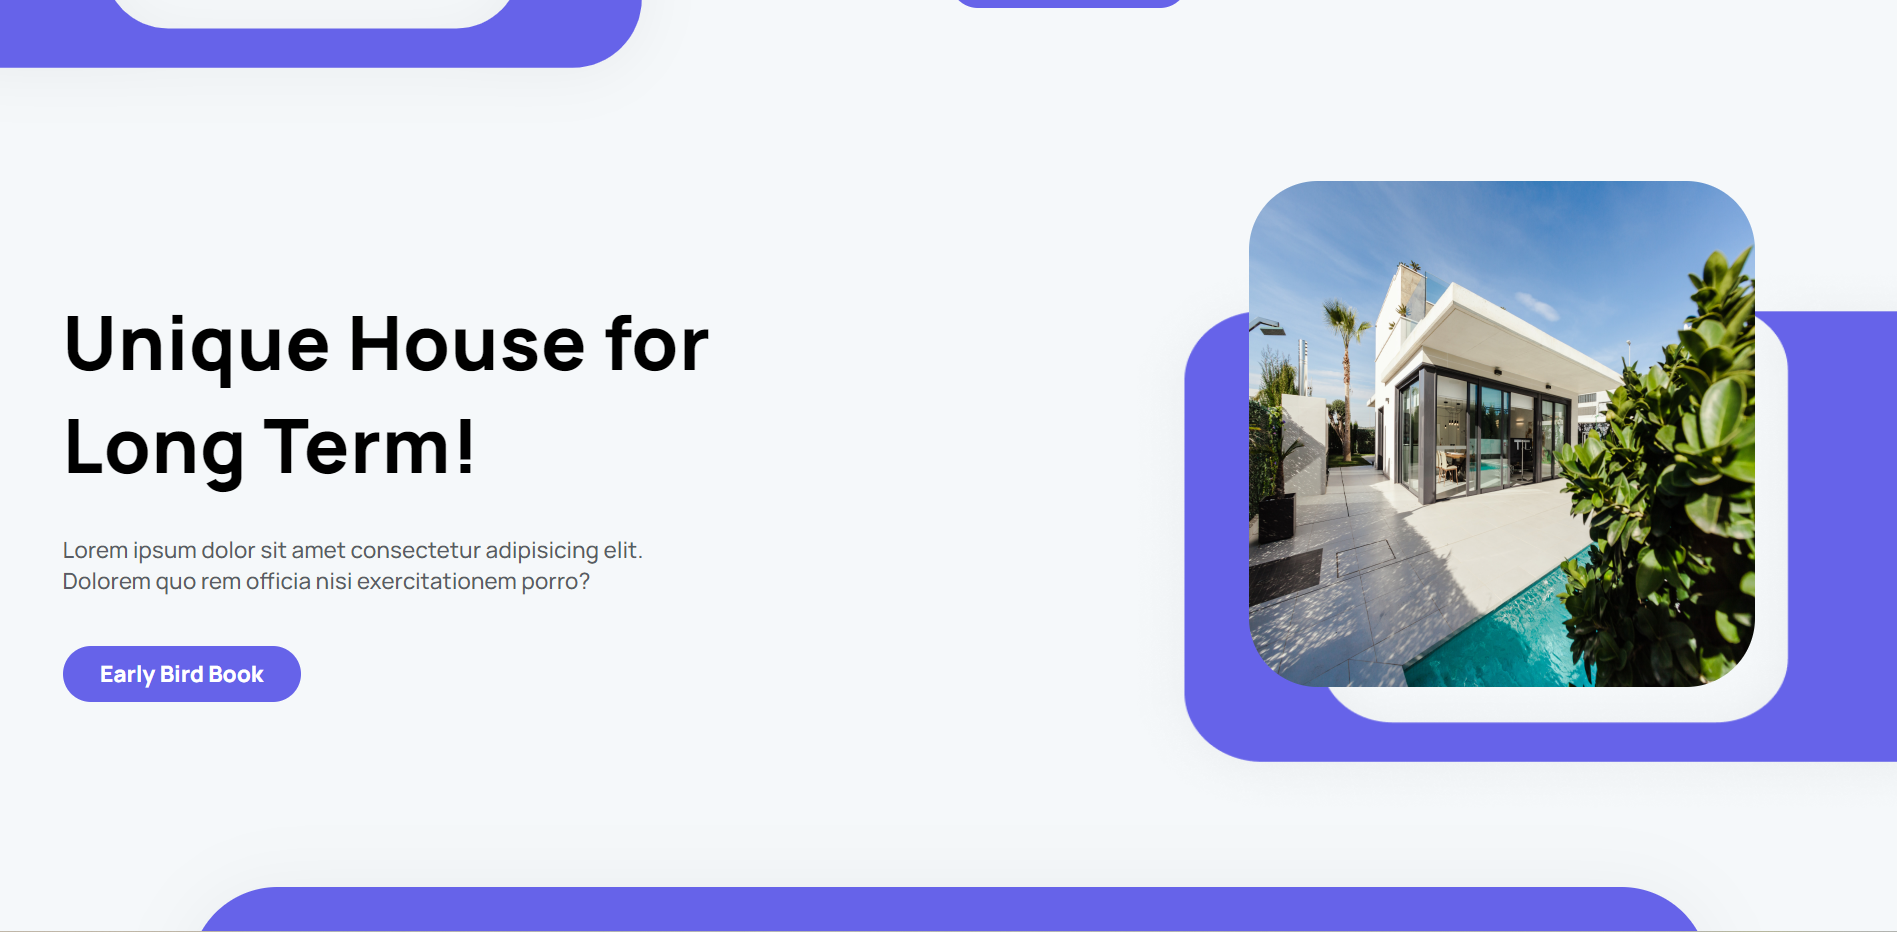 Unique House for
Long Term!
Lorem ipsum dolor sit amet consectetur adipisicing elit.
Dolorem quo rem officia nisi exercitationem porro?
Early Bird Book